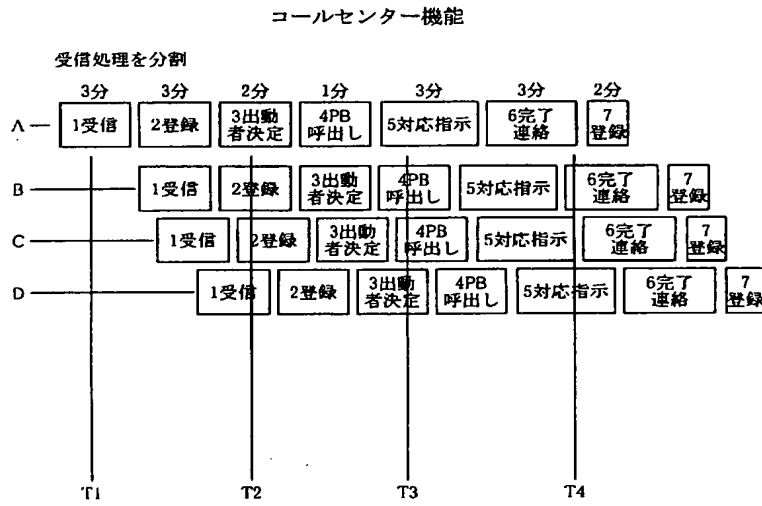 コールセンター機能
受信処理を分割
3分 3分 2分 1分 3分 3分 2分
A 1受信 2登録 3出動者決定 4PB呼出し 5対応指示 6完了連絡 7登録
B 1受信 2登録 3出動者決定 4PB呼出し 5対応指示 6完了連絡 7登録
C 1受信 2登録 3出動者決定 4PB呼出し 5対応指示 6完了連絡 7登録
D 1受信 2登録 3出動者決定 4PB呼出し 5対応指示 6完了連絡 7登録
T1 T2 T3 T4